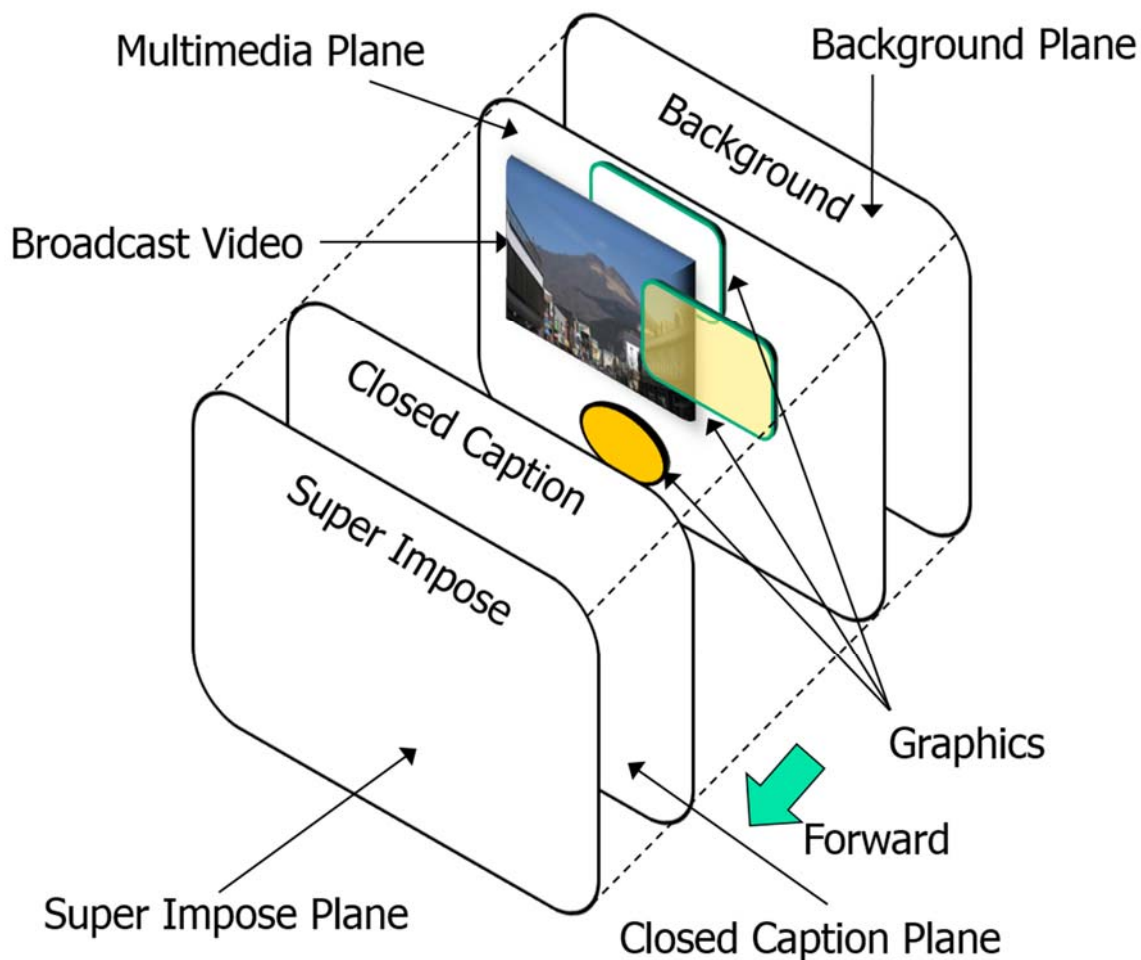 Multimedia Plane
Background Plane
Background
Broadcast Video
Closed Caption
Super Impose
Graphics
Forward
Super Impose Plane
Closed Caption Plane